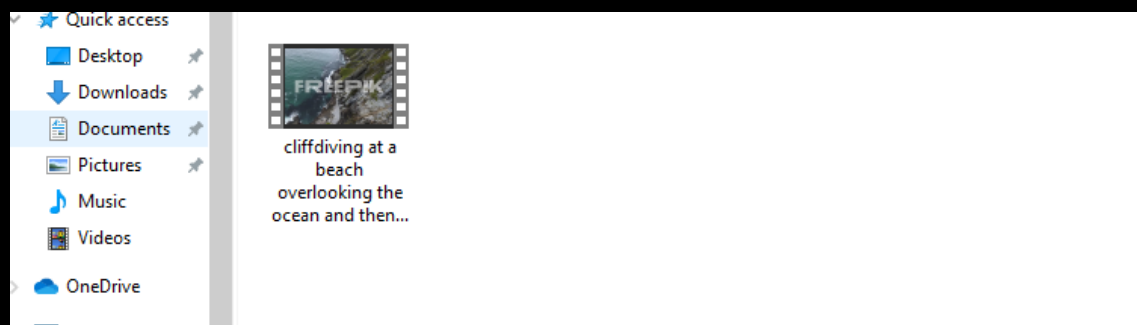 Quick access
Desktop
Downloads
Documents
Pictures
Music
Videos
OneDrive
FREEPIK
cliffdiving at a
beach
overlooking the
ocean and then...